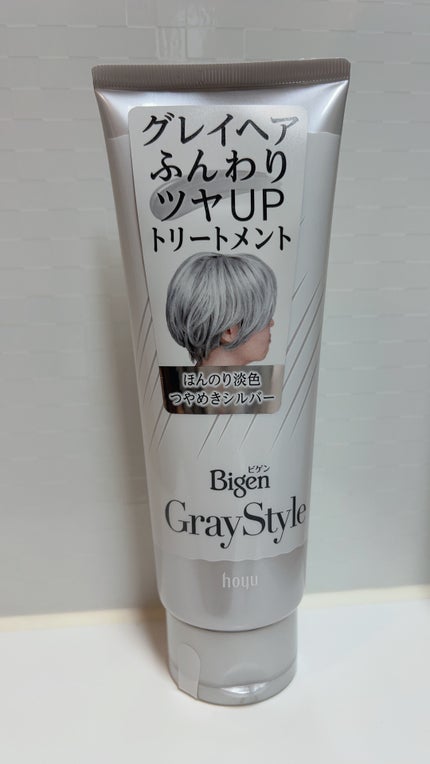 グレイヘア
ふんわり
ツヤUP
トリートメント
ほんのり淡色
つやめきシルバー
ビゲン
Bigen
GrayStyle
hoyu